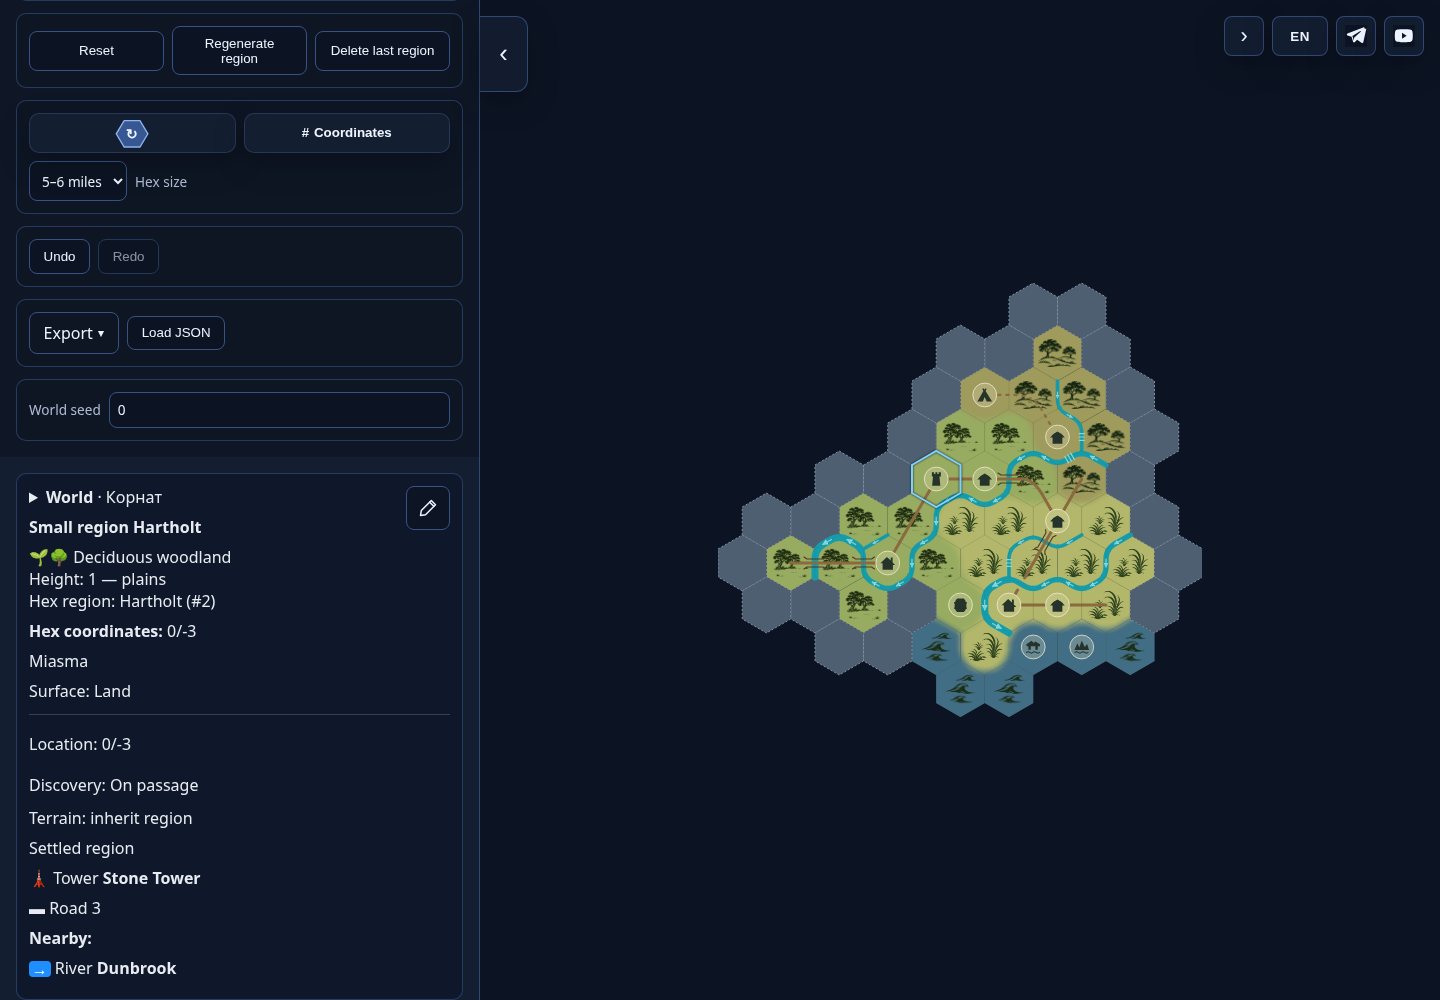 Reset
Regenerate
region
Delete last region
# Coordinates
5–6 miles
Hex size
Undo
Redo
Export ▾
Load JSON
World seed
0
▶ World · Корнат
Small region Hartholt
🌱🌳 Deciduous woodland
Height: 1 — plains
Hex region: Hartholt (#2)
Hex coordinates: 0/-3
Miasma
Surface: Land
Location: 0/-3
Discovery: On passage
Terrain: inherit region
Settled region
🗼 Tower Stone Tower
▬ Road 3
Nearby:
→ River Dunbrook
‹
›
EN